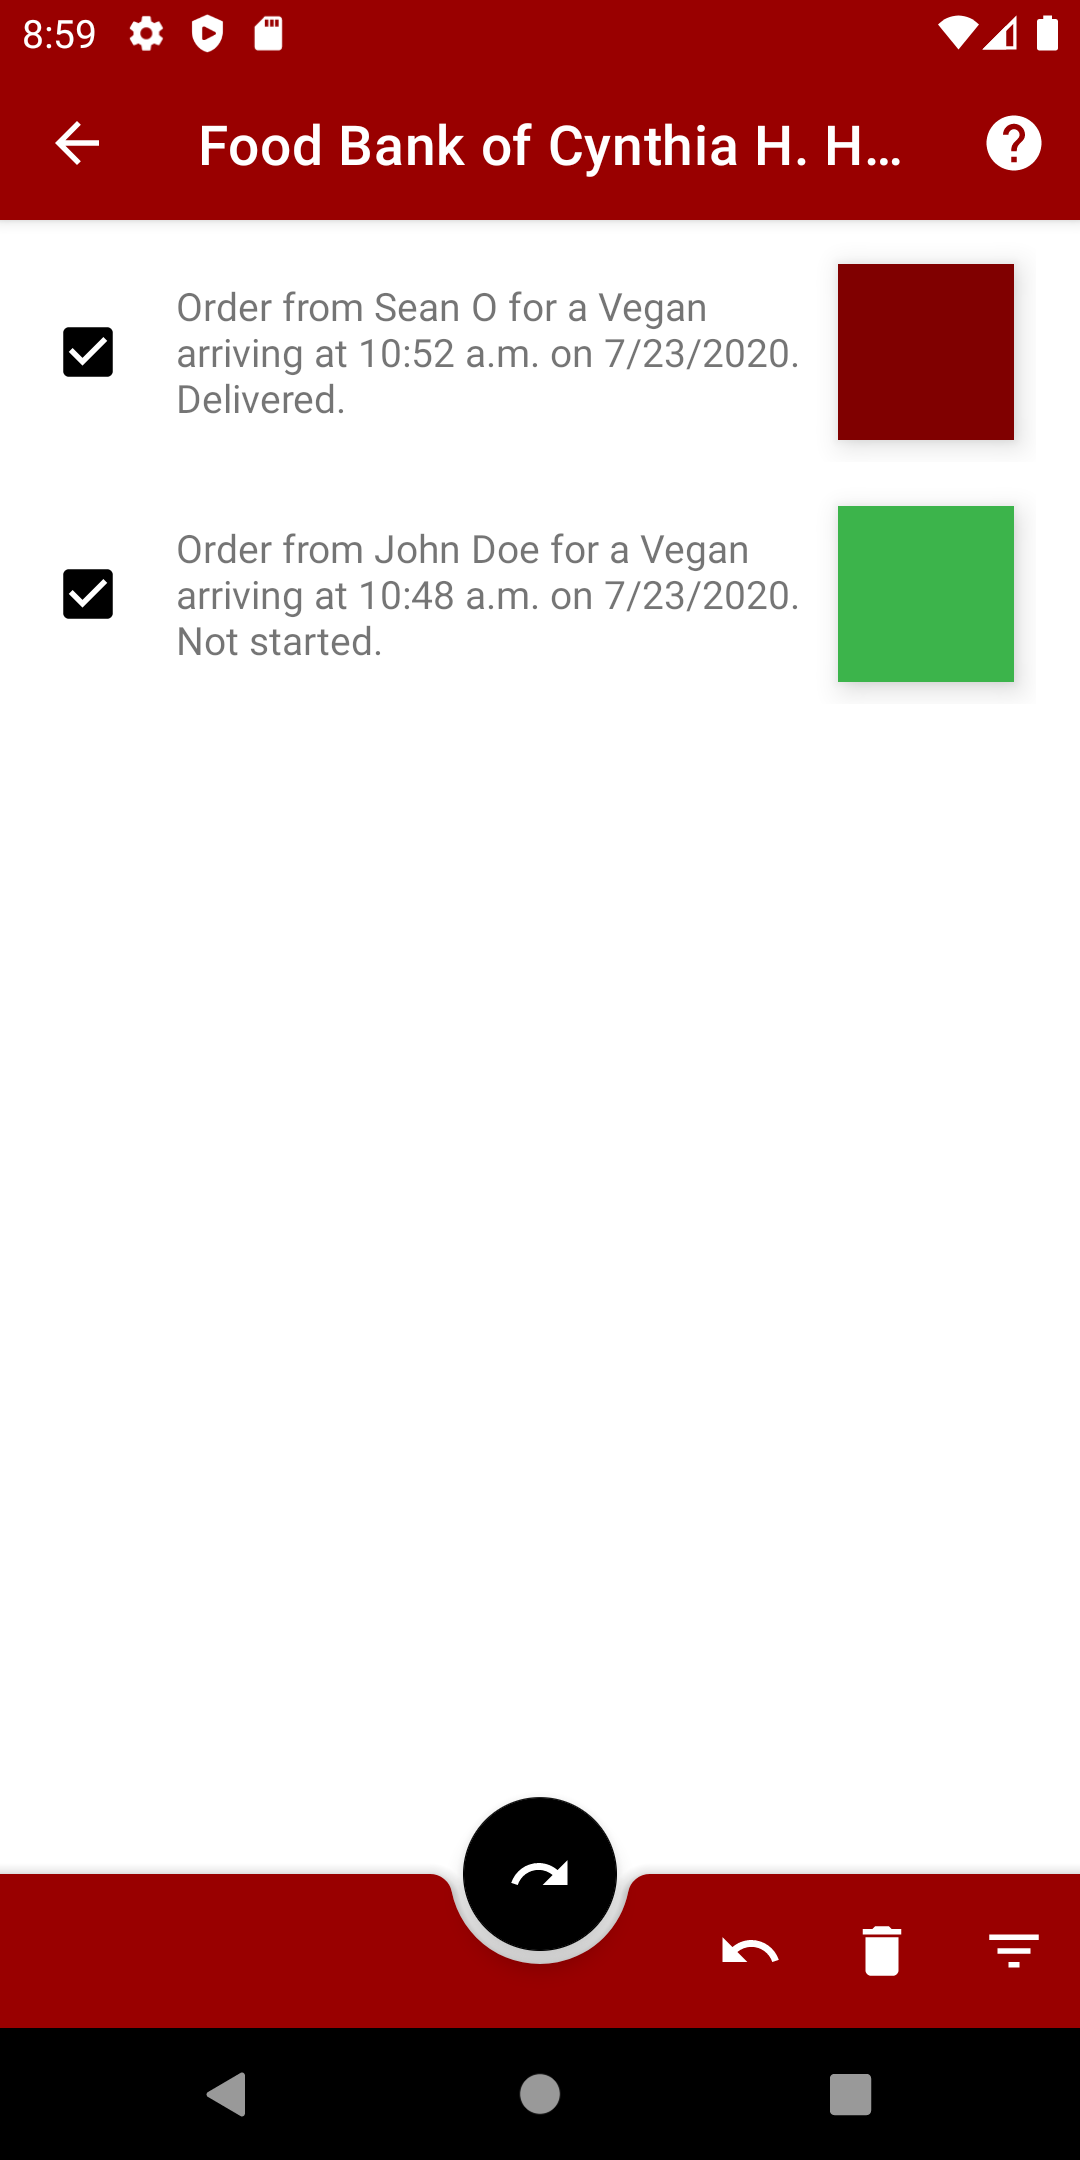 8:59
Food Bank of Cynthia H. H...
Order from Sean O for a Vegan
arriving at 10:52 a.m. on 7/23/2020.
Delivered.
Order from John Doe for a Vegan
arriving at 10:48 a.m. on 7/23/2020.
Not started.